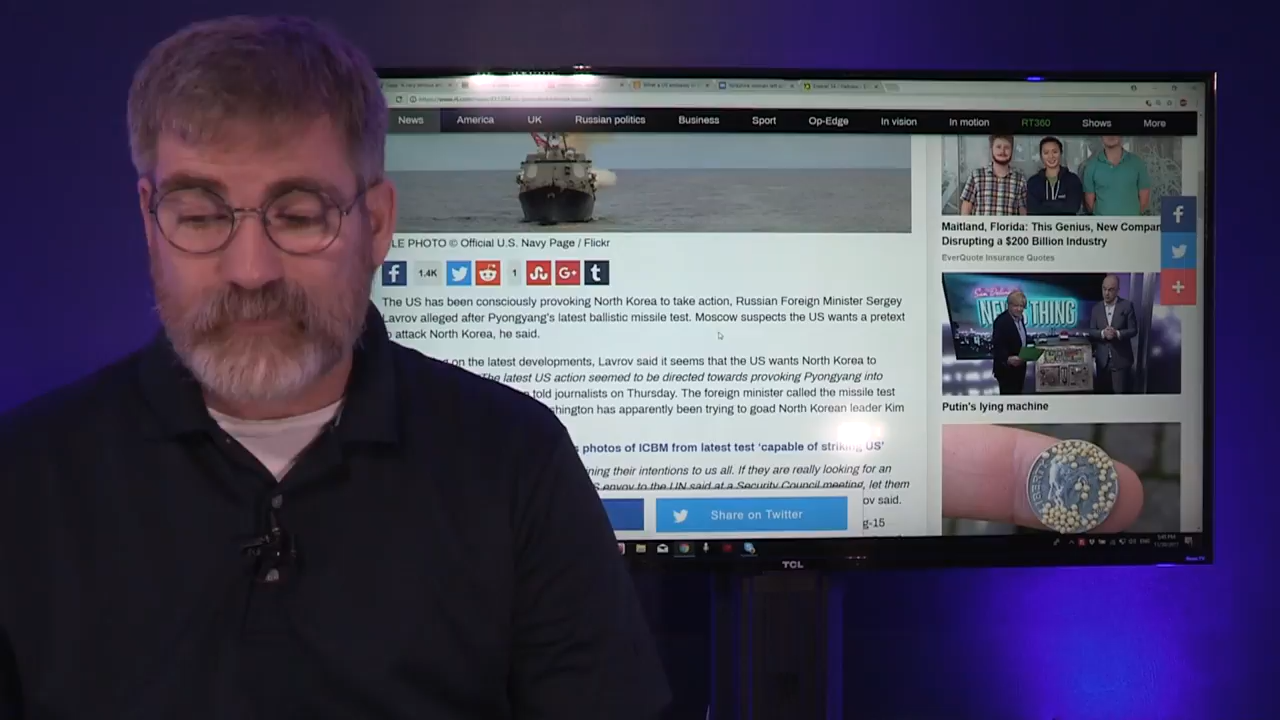 News America UK Russian politics Business Sport Op-Edge In vision In motion RT360 Shows More
LE PHOTO © Official U.S. Navy Page / Flickr
1.4K 1
The US has been consciously provoking North Korea to take action, Russian Foreign Minister Sergey
Lavrov alleged after Pyongyang's latest ballistic missile test. Moscow suspects the US wants a pretext
attack North Korea, he said.
on the latest developments, Lavrov said it seems that the US wants North Korea to
The latest US action seemed to be directed towards provoking Pyongyang into
told journalists on Thursday. The foreign minister called the missile test
hington has apparently been trying to goad North Korean leader Kim
s photos of ICBM from latest test 'capable of striking US'
ning their intentions to us all. If they are really looking for an
S envoy to the UN said at a Security Council meeting, let them
ov said.
g-15
Share on Twitter
Maitland, Florida: This Genius, New Compan
Disrupting a $200 Billion Industry
EverQuote Insurance Quotes
NEWSTHING
Putin's lying machine
TCL